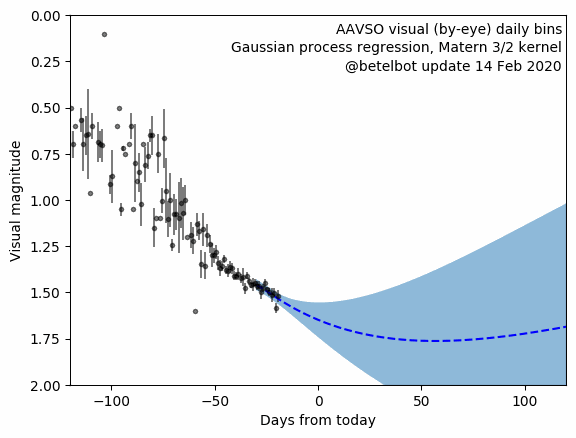 AAVSO visual (by-eye) daily bins
Gaussian process regression, Matern 3/2 kernel
@betelbot update 14 Feb 2020
Visual magnitude
0.00
0.25
0.50
0.75
1.00
1.25
1.50
1.75
2.00
−100
−50
0
50
100
Days from today